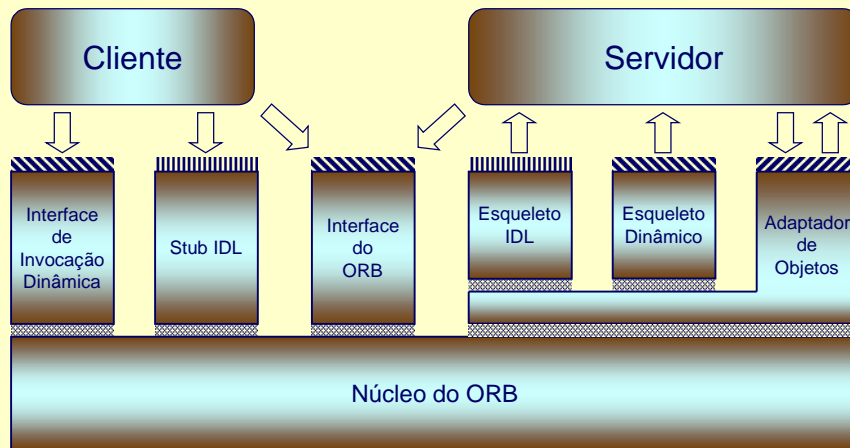 Cliente
Servidor
Interface
de
Invocação
Dinâmica
Stub IDL
Interface
do
ORB
Esqueleto
IDL
Esqueleto
Dinâmico
Adaptador
de
Objetos
Núcleo do ORB